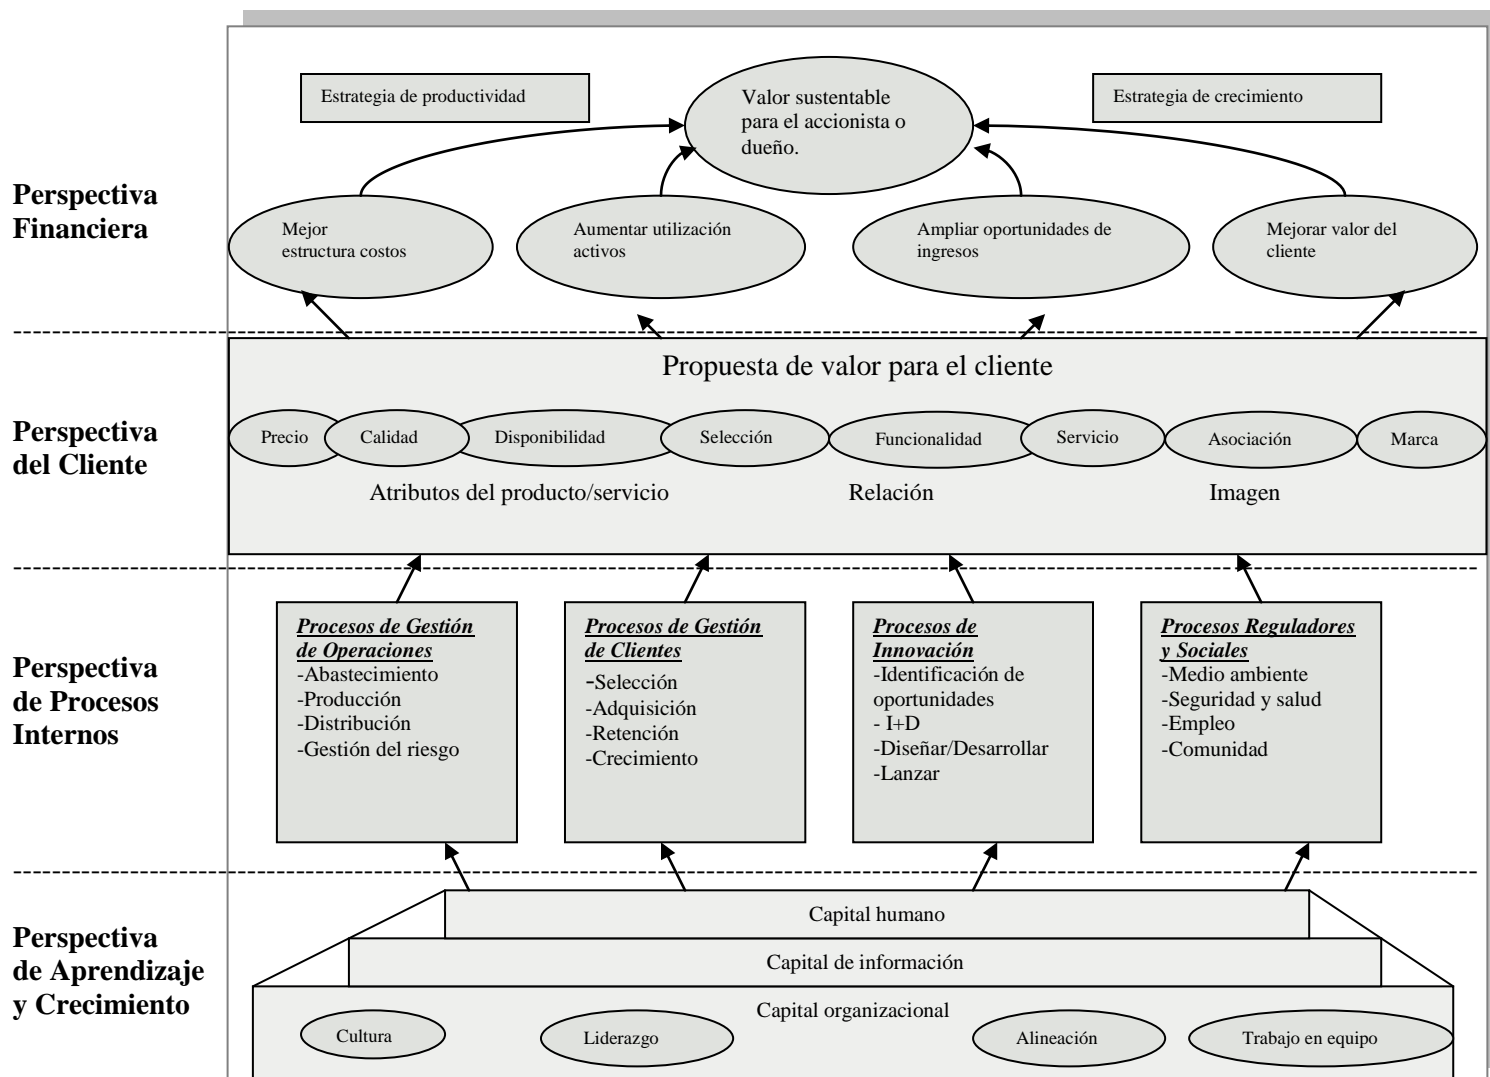 Estrategia de productividad
Valor sustentable
para el accionista o
dueño.
Estrategia de crecimiento
Perspectiva
Financiera
Mejor
estructura costos
Aumentar utilización
activos
Ampliar oportunidades de
ingresos
Mejorar valor del
cliente
Propuesta de valor para el cliente
Perspectiva
del Cliente
Precio
Calidad
Disponibilidad
Selección
Funcionalidad
Servicio
Asociación
Marca
Atributos del producto/servicio
Relación
Imagen
Perspectiva
de Procesos
Internos
Procesos de Gestión
de Operaciones
-Abastecimiento
-Producción
-Distribución
-Gestión del riesgo
Procesos de Gestión
de Clientes
-Selección
-Adquisición
-Retención
-Crecimiento
Procesos de
Innovación
-Identificación de
oportunidades
- I+D
-Diseñar/Desarrollar
-Lanzar
Procesos Reguladores
y Sociales
-Medio ambiente
-Seguridad y salud
-Empleo
-Comunidad
Perspectiva
de Aprendizaje
y Crecimiento
Capital humano
Capital de información
Capital organizacional
Cultura
Liderazgo
Alineación
Trabajo en equipo